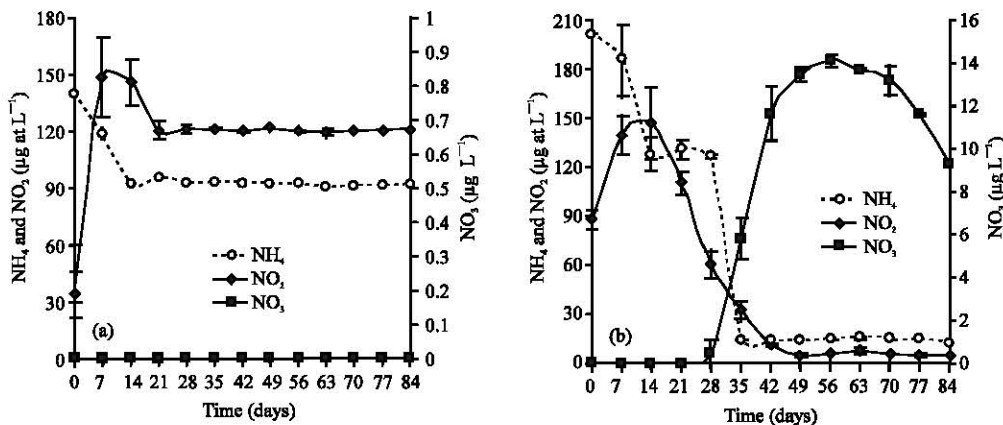 180
150
120
90
60
30
0
NH₄ and NO₂ (µg at L⁻¹)
1
0.9
0.8
0.7
0.6
0.5
0.4
0.3
0.2
0.1
0
NO₃ (µg L⁻¹)
NH₄
NO₂
NO₃
(a)
0 7 14 21 28 35 42 49 56 63 70 77 84
Time (days)
210
180
150
120
90
60
30
0
NH₄ and NO₂ (µg at L⁻¹)
16
14
12
10
8
6
4
2
0
NO₃ (µg L⁻¹)
NH₄
NO₂
NO₃
(b)
0 7 14 21 28 35 42 49 56 63 70 77 84
Time (days)